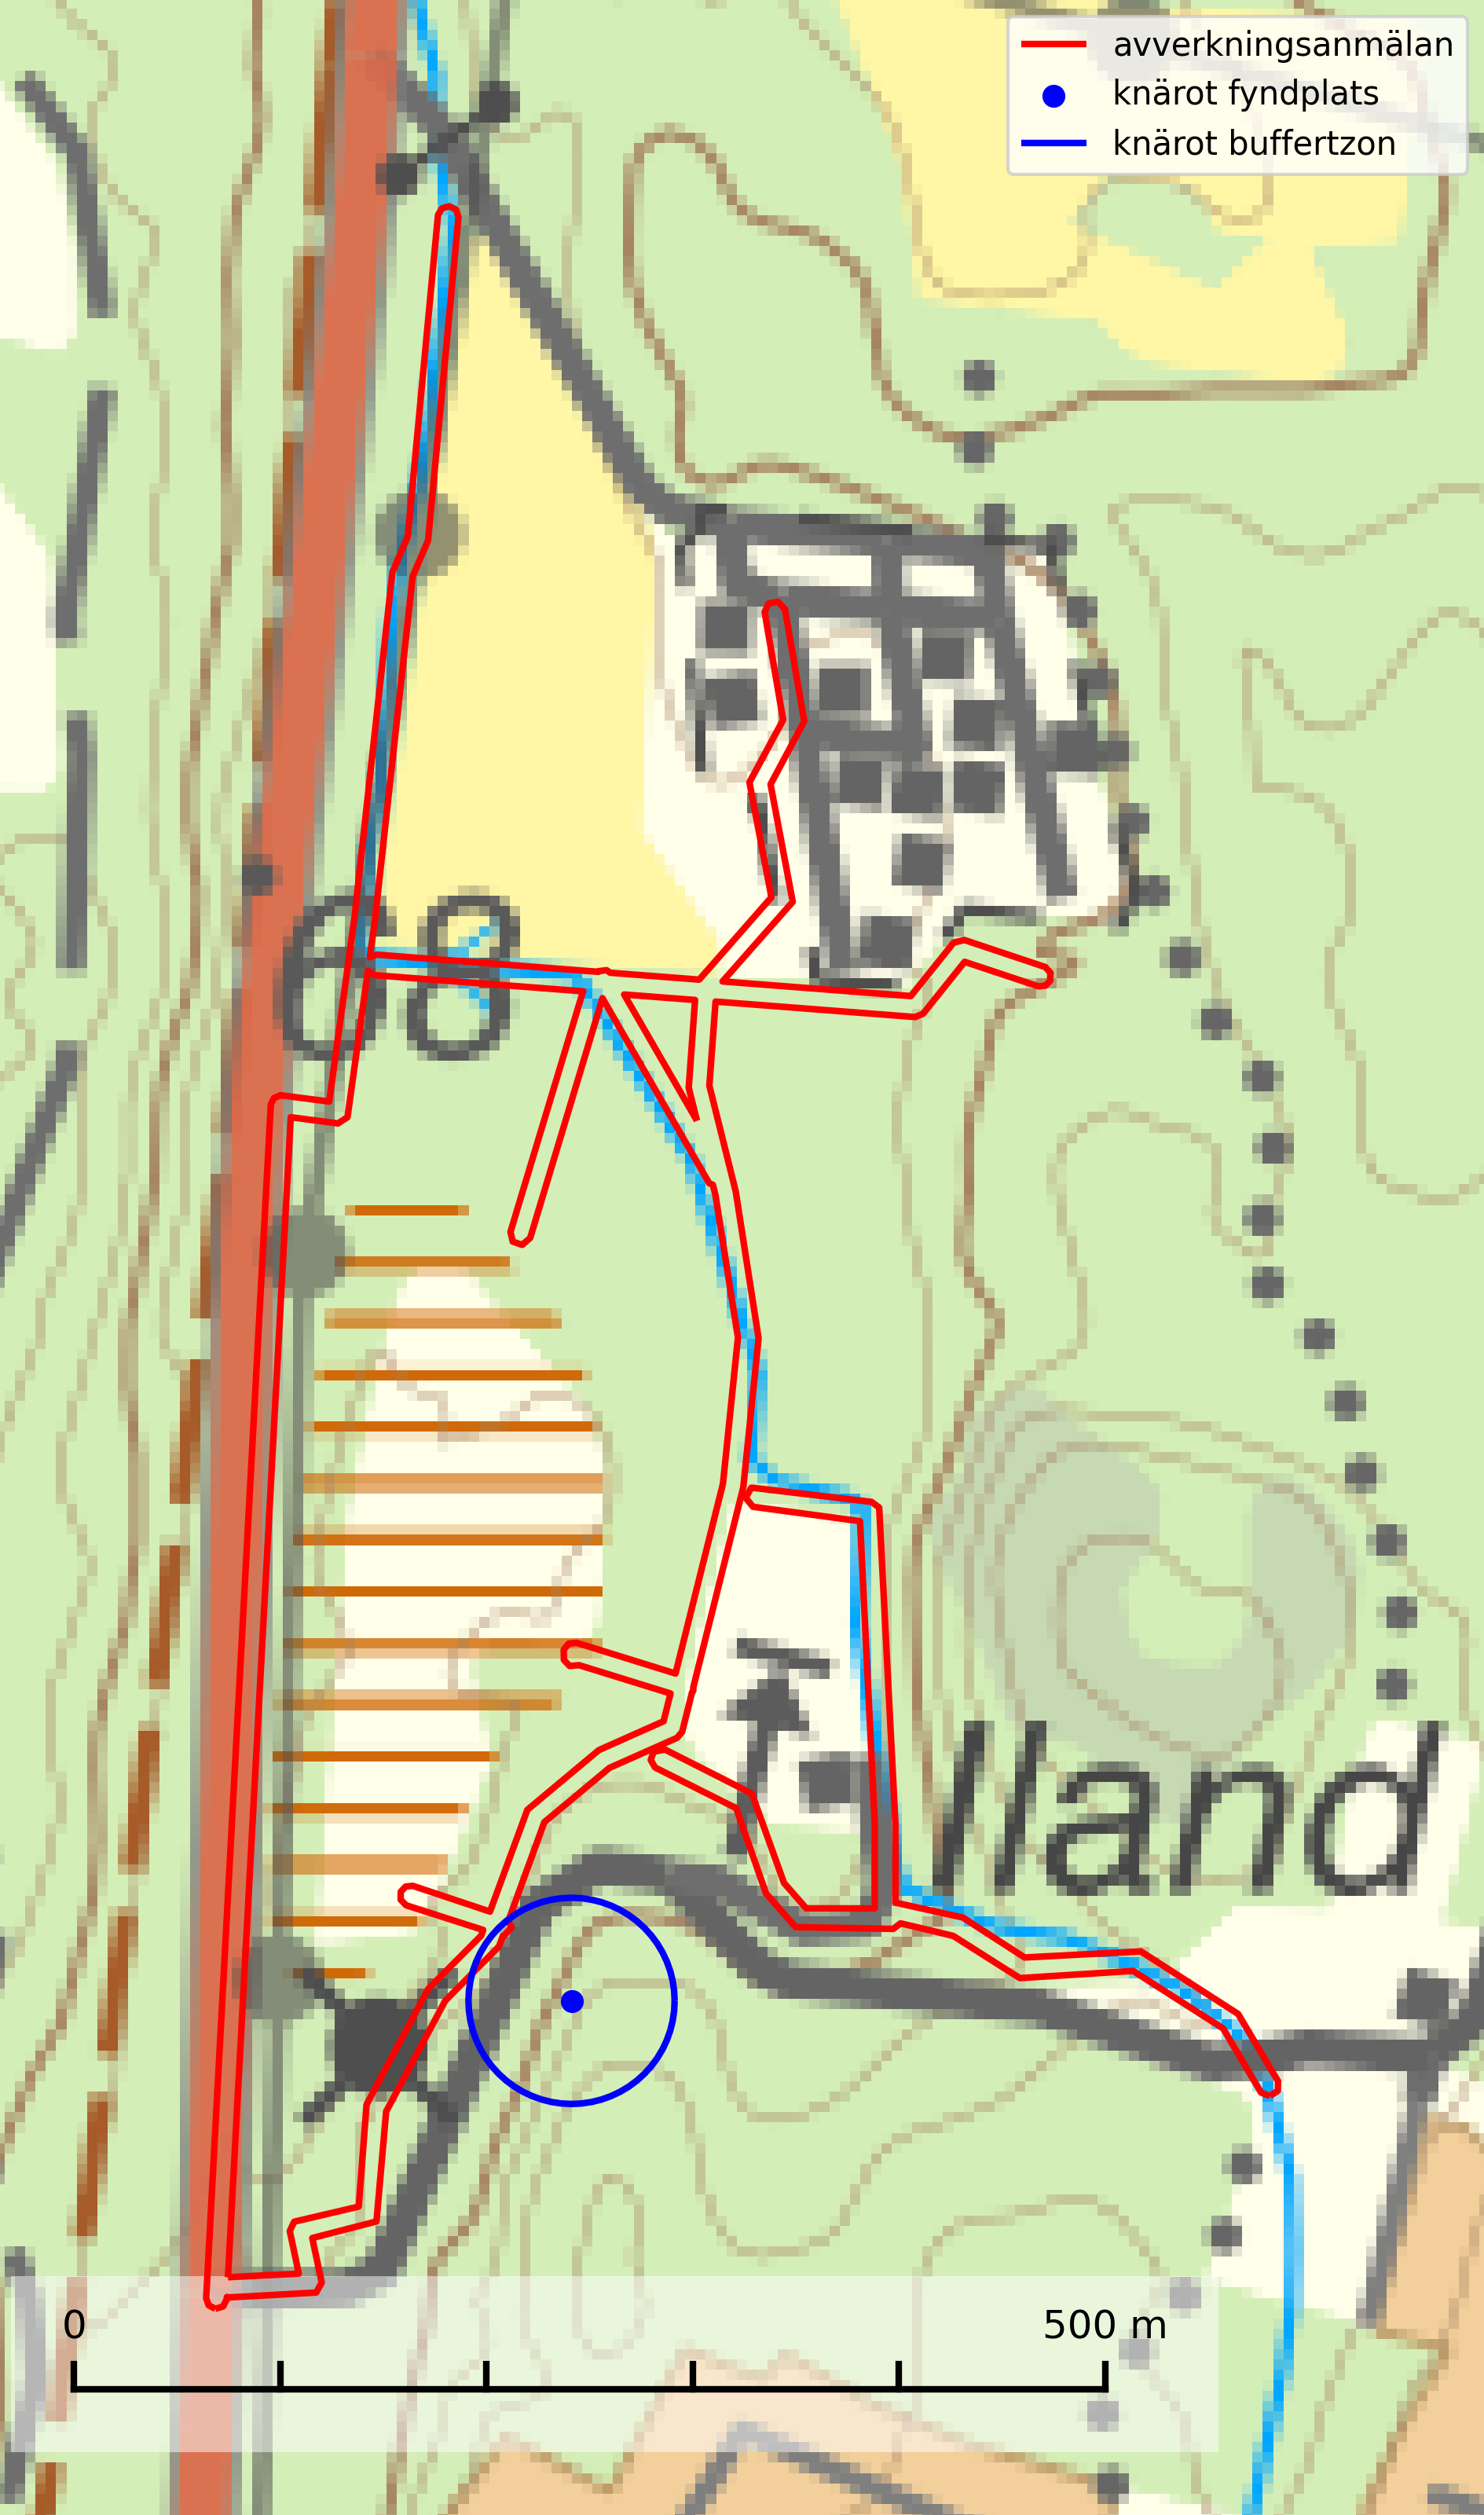 avverkningsanmälan
knärot fyndplats
knärot buffertzon
68
lland
0 500 m